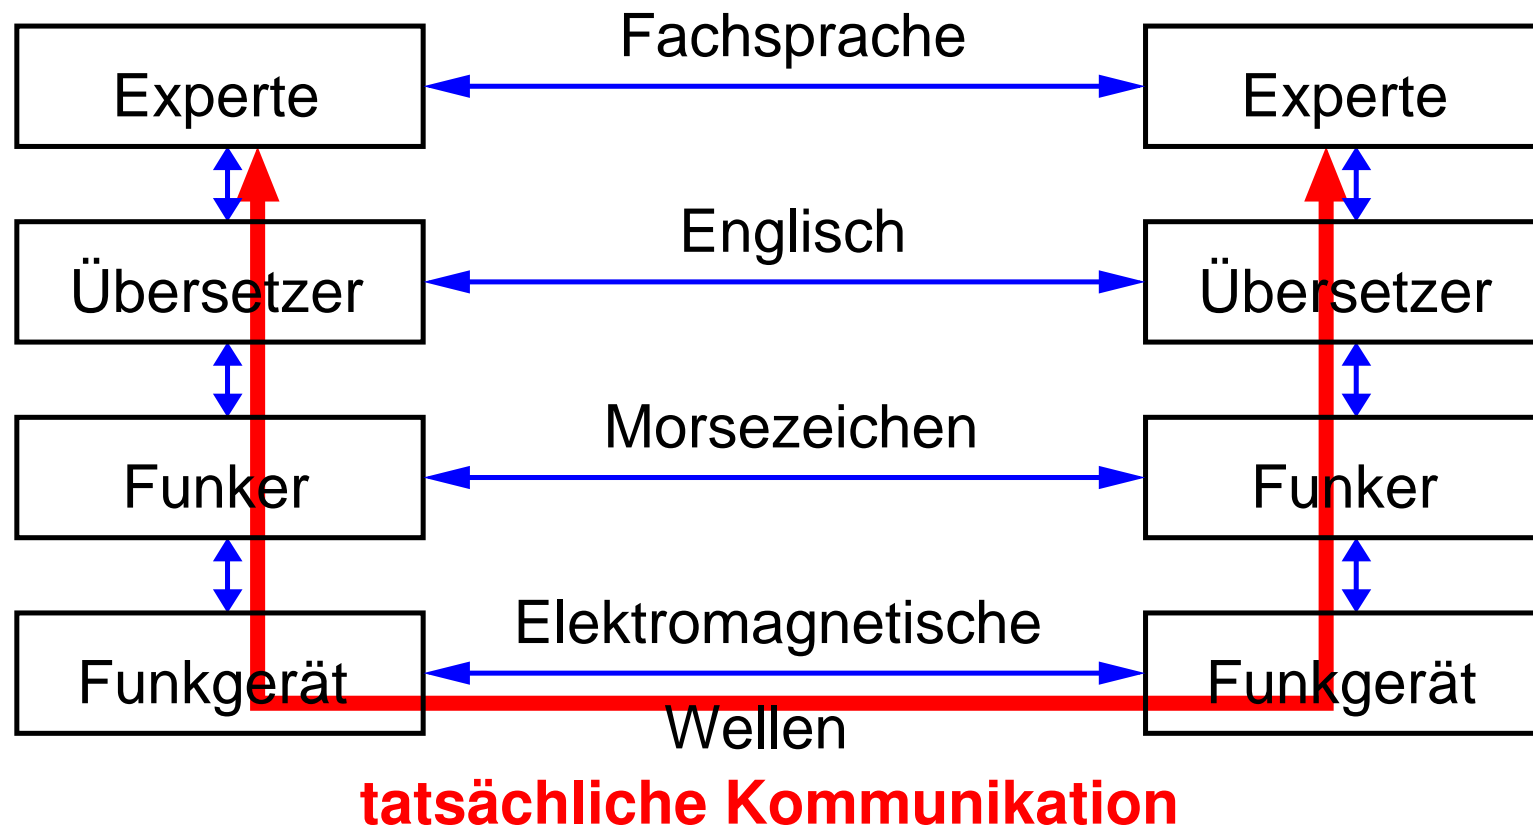 Fachsprache
Experte
Experte
Englisch
Übersetzer
Übersetzer
Morsezeichen
Funker
Funker
Elektromagnetische
Funkgerät
Funkgerät
Wellen
tatsächliche Kommunikation